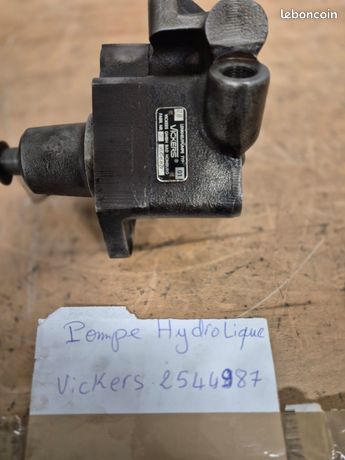 leboncoin
VICKERS
Pompe Hydrolique
Vickers 2544987